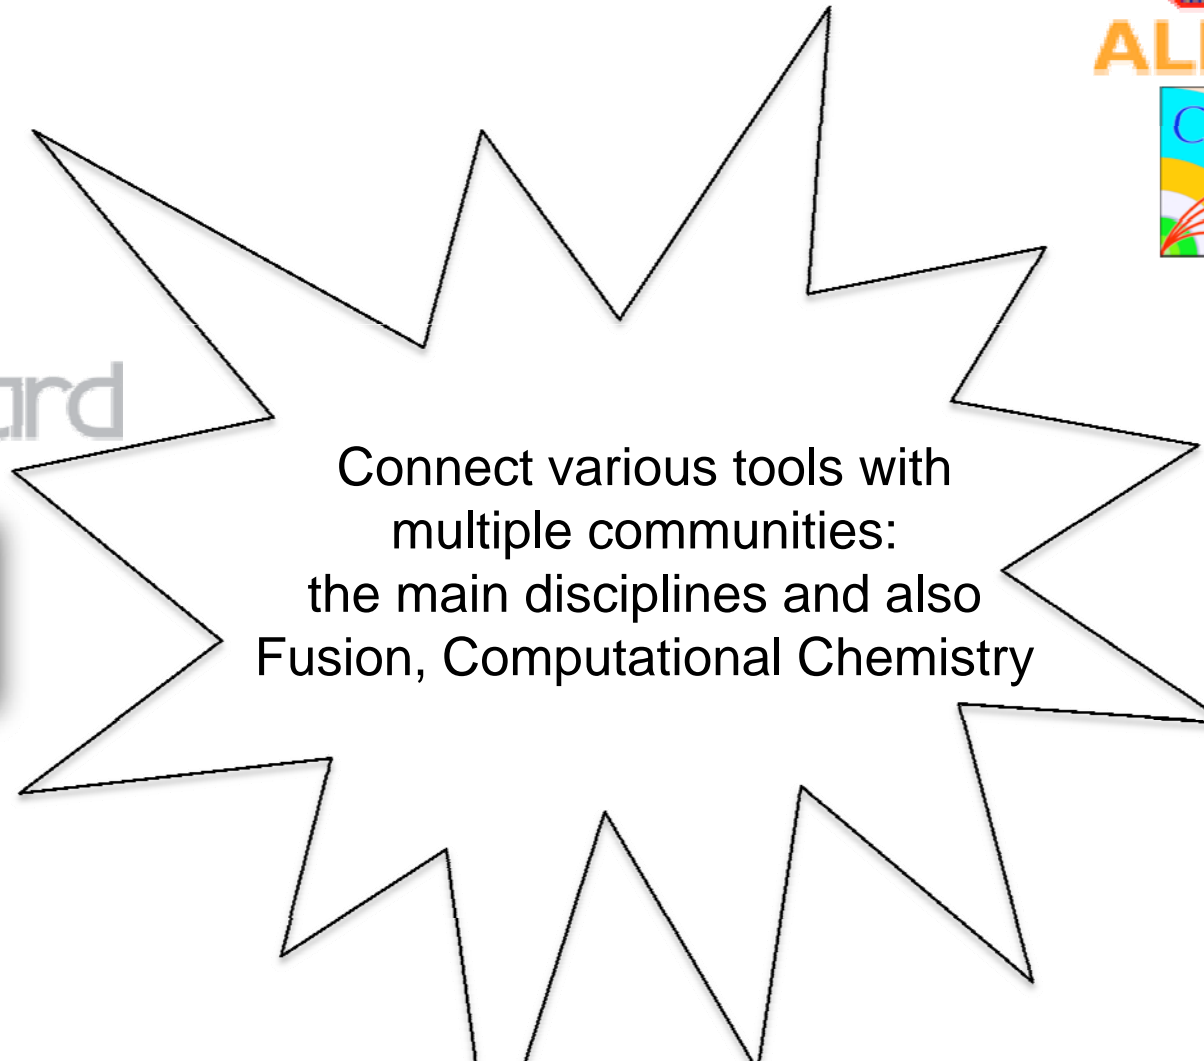 Connect various tools with
multiple communities:
the main disciplines and also
Fusion, Computational Chemistry